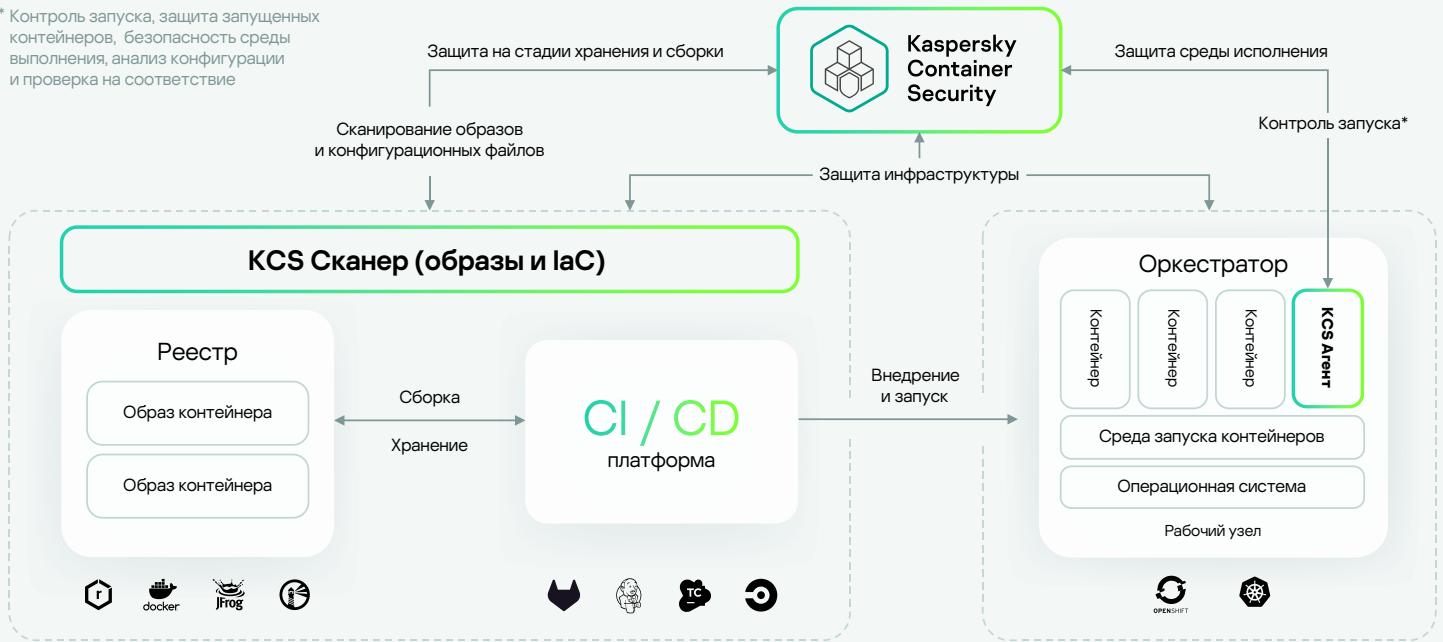 * Контроль запуска, защита запущенных
контейнеров, безопасность среды
выполнения, анализ конфигурации
и проверка на соответствие
Защита на стадии хранения и сборки
Kaspersky
Container
Security
Защита среды исполнения
Сканирование образов
и конфигурационных файлов
Контроль запуска*
Защита инфраструктуры
KCS Сканер (образы и IaC)
Реестр
Образ контейнера
Образ контейнера
Сборка
Хранение
CI / CD
платформа
Внедрение
и запуск
Оркестратор
Контейнер
Контейнер
Контейнер
KCS Агент
Среда запуска контейнеров
Операционная система
Рабочий узел
r
docker
JFrog
TC
OPENSHIFT